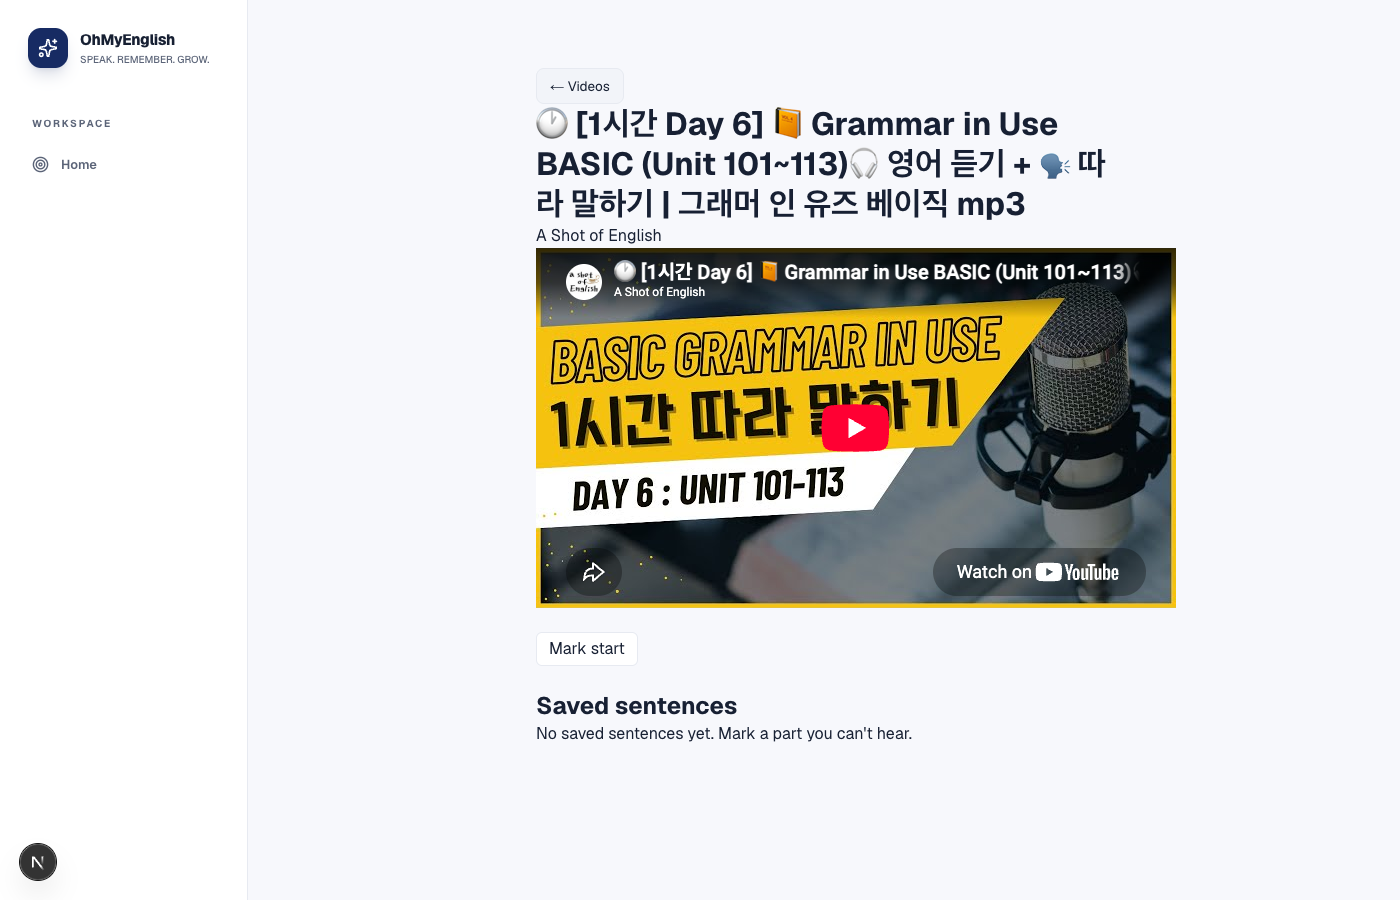 OhMyEnglish
SPEAK. REMEMBER. GROW.
WORKSPACE
Home
← Videos
🕐 [1시간 Day 6] 📙 Grammar in Use
BASIC (Unit 101~113)🎧 영어 듣기 + 🗣 따
라 말하기 | 그래머 인 유즈 베이직 mp3
A Shot of English
a shot
of
English
🕐 [1시간 Day 6] 📙 Grammar in Use BASIC (Unit 101~113)
A Shot of English
BASIC GRAMMAR IN USE
1시간 따라 말하기
DAY 6 : UNIT 101-113
Watch on YouTube
Mark start
Saved sentences
No saved sentences yet. Mark a part you can't hear.
N